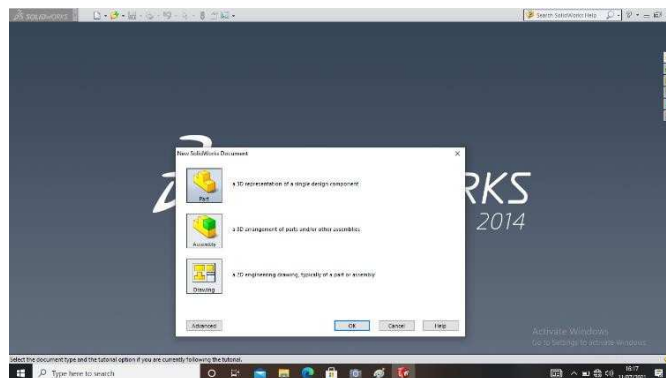 SOLIDWORKS
Search SolidWorks Help
New SolidWorks Document
Part
a 3D representation of a single design component
RKS
2014
Assembly
a 3D arrangement of parts and/or other assemblies
Drawing
a 2D engineering drawing, typically of a part or assembly
Advanced
OK
Cancel
Help
Activate Windows
Go to Settings to activate Windows.
Select the document type and the tutorial option if you are currently following the tutorial.
Type here to search
16:17